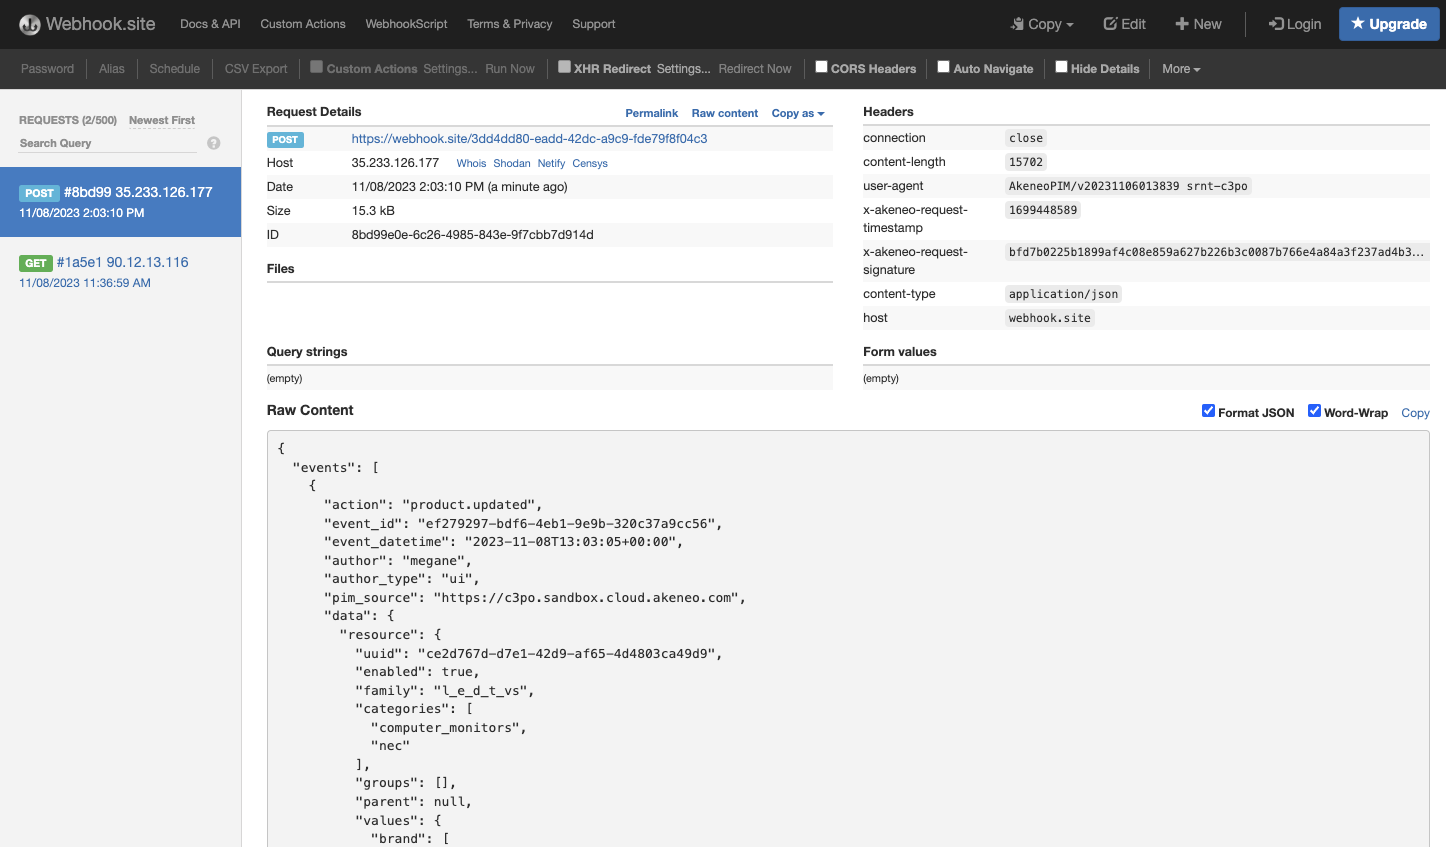 Webhook.site Docs & API Custom Actions WebhookScript Terms & Privacy Support Copy Edit New Login Upgrade
Password Alias Schedule CSV Export Custom Actions Settings... Run Now XHR Redirect Settings... Redirect Now CORS Headers Auto Navigate Hide Details More
REQUESTS (2/500) Newest First
Search Query
POST #8bd99 35.233.126.177
11/08/2023 2:03:10 PM
GET #1a5e1 90.12.13.116
11/08/2023 11:36:59 AM
Request Details Permalink Raw content Copy as
POST https://webhook.site/3dd4dd80-eadd-42dc-a9c9-fde79f8f04c3
Host 35.233.126.177 Whois Shodan Netify Censys
Date 11/08/2023 2:03:10 PM (a minute ago)
Size 15.3 kB
ID 8bd99e0e-6c26-4985-843e-9f7cbb7d914d
Files
Headers
connection close
content-length 15702
user-agent AkeneoPIM/v20231106013839 srnt-c3po
x-akeneo-request-timestamp 1699448589
x-akeneo-request-signature bfd7b0225b1899af4c08e859a627b226b3c0087b766e4a84a3f237ad4b3...
content-type application/json
host webhook.site
Query strings
(empty)
Form values
(empty)
Raw Content Format JSON Word-Wrap Copy
{
"events": [
{
"action": "product.updated",
"event_id": "ef279297-bdf6-4eb1-9e9b-320c37a9cc56",
"event_datetime": "2023-11-08T13:03:05+00:00",
"author": "megane",
"author_type": "ui",
"pim_source": "https://c3po.sandbox.cloud.akeneo.com",
"data": {
"resource": {
"uuid": "ce2d767d-d7e1-42d9-af65-4d4803ca49d9",
"enabled": true,
"family": "l_e_d_t_vs",
"categories": [
"computer_monitors",
"nec"
],
"groups": [],
"parent": null,
"values": {
"brand": [